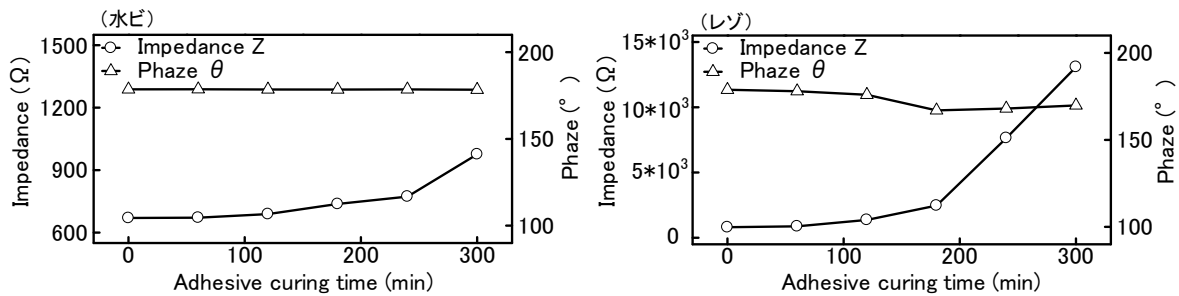 (水ビ)
1500
1200
900
600
Impedance (Ω)
Impedance Z
Phaze θ
200
150
100
Phaze (° )
0
100
200
300
Adhesive curing time (min)
(レゾ)
15*10³
10*10³
5*10³
0
Impedance (Ω)
Impedance Z
Phaze θ
200
150
100
Phaze (° )
0
100
200
300
Adhesive curing time (min)